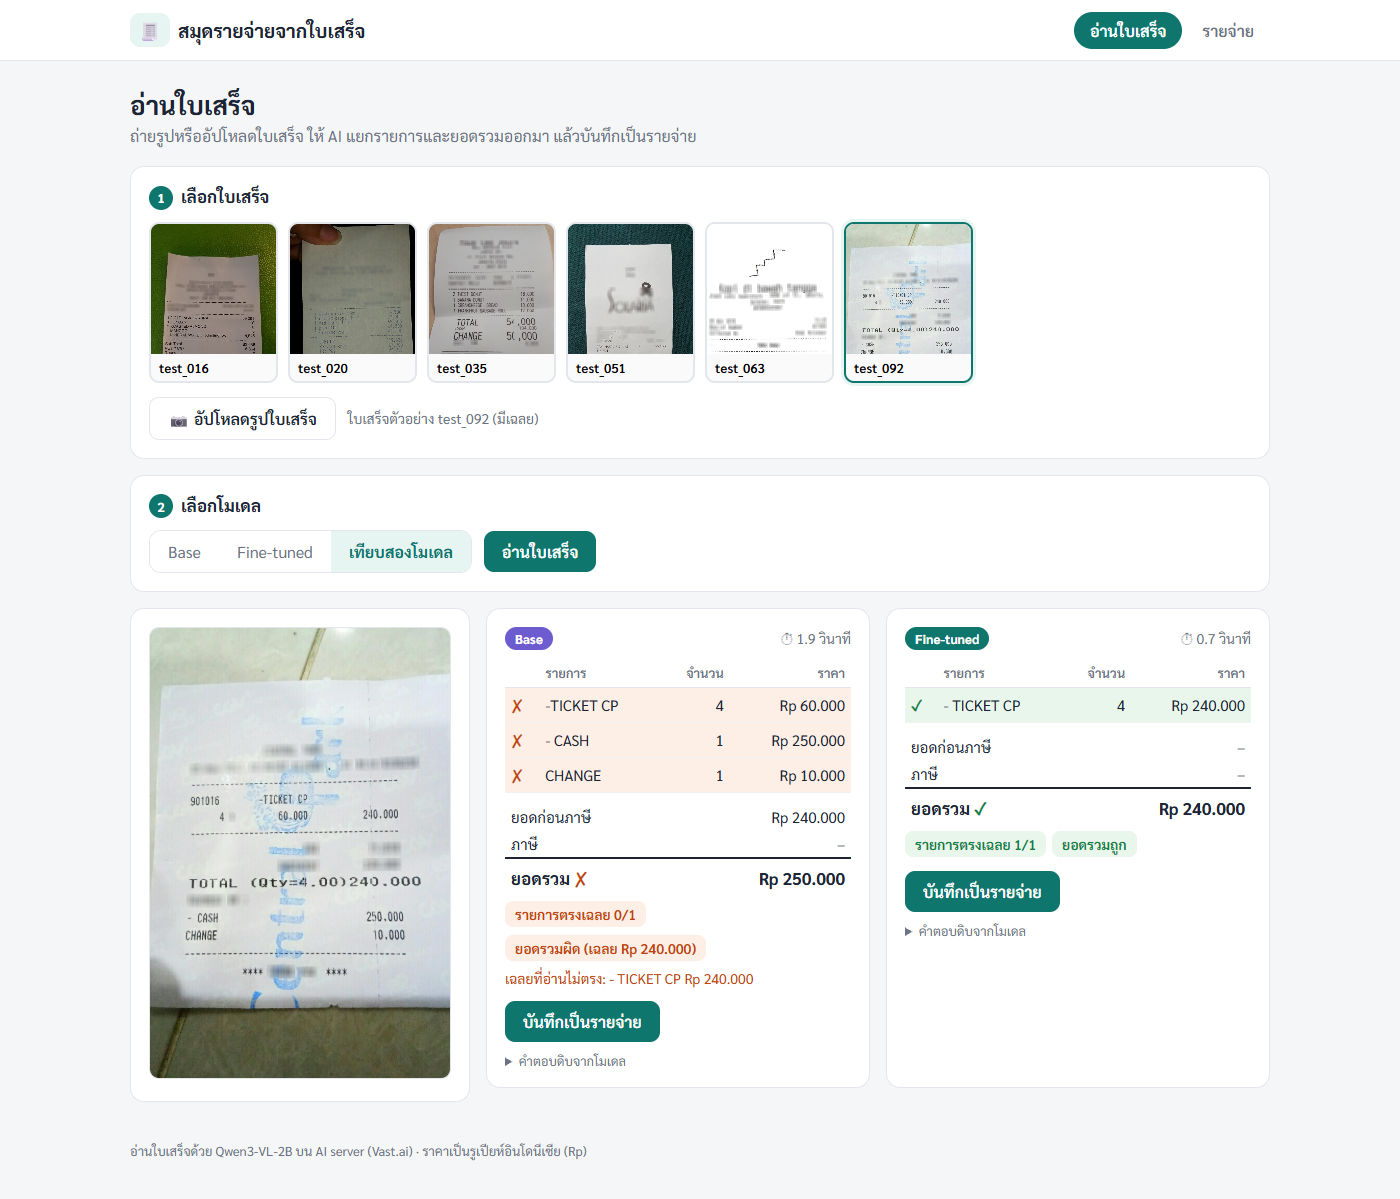 สมุดรายจ่ายจากใบเสร็จ
อ่านใบเสร็จ
รายจ่าย
อ่านใบเสร็จ
ถ่ายรูปหรืออัปโหลดใบเสร็จ ให้ AI แยกรายการและยอดรวมออกมา แล้วบันทึกเป็นรายจ่าย
1 เลือกใบเสร็จ
TOTAL
CHANGE
SOLARIA
TOTAL (Qty=4.00)240.000
test_016
test_020
test_035
test_051
test_063
test_092
อัปโหลดรูปใบเสร็จ
ใบเสร็จตัวอย่าง test_092 (มีเฉลย)
2 เลือกโมเดล
Base
Fine-tuned
เทียบสองโมเดล
อ่านใบเสร็จ
901016 -TICKET CP
4 60.000 240.000
TOTAL (Qty=4.00)240.000
- CASH 250.000
CHANGE 10.000
**** ****
Base
1.9 วินาที
รายการ จำนวน ราคา
✗ -TICKET CP 4 Rp 60.000
✗ - CASH 1 Rp 250.000
✗ CHANGE 1 Rp 10.000
ยอดก่อนภาษี Rp 240.000
ภาษี –
ยอดรวม ✗ Rp 250.000
รายการตรงเฉลย 0/1
ยอดรวมผิด (เฉลย Rp 240.000)
เฉลยที่อ่านไม่ตรง: - TICKET CP Rp 240.000
บันทึกเป็นรายจ่าย
▶ คำตอบดิบจากโมเดล
Fine-tuned
0.7 วินาที
รายการ จำนวน ราคา
✓ - TICKET CP 4 Rp 240.000
ยอดก่อนภาษี –
ภาษี –
ยอดรวม ✓ Rp 240.000
รายการตรงเฉลย 1/1
ยอดรวมถูก
บันทึกเป็นรายจ่าย
▶ คำตอบดิบจากโมเดล
อ่านใบเสร็จด้วย Qwen3-VL-2B บน AI server (Vast.ai) · ราคาเป็นรูเปียห์อินโดนีเซีย (Rp)